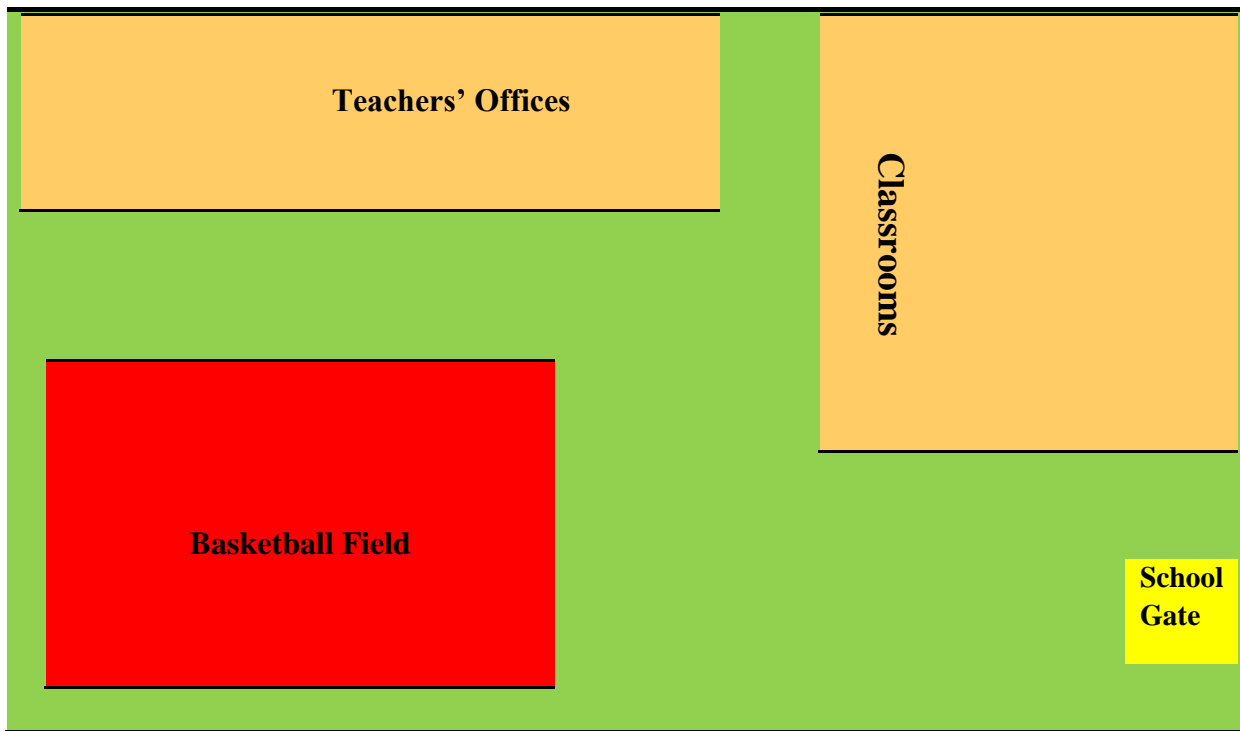 Teachers’ Offices
Classrooms
Basketball Field
School
Gate